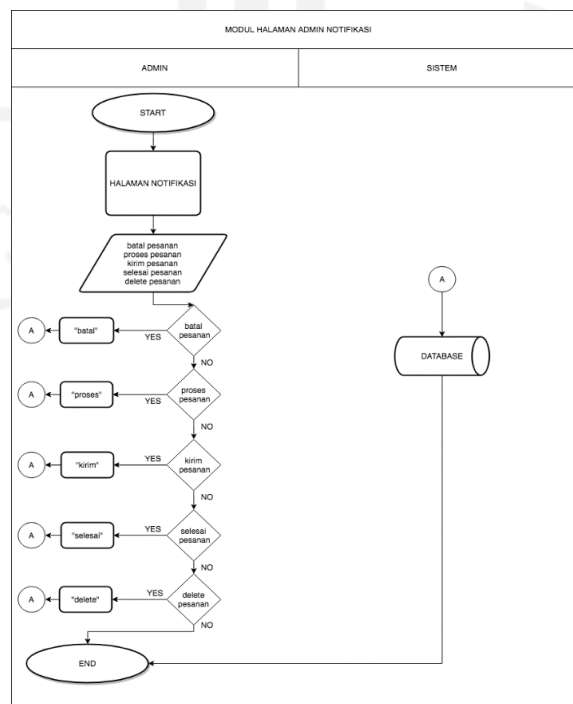 MODUL HALAMAN ADMIN NOTIFIKASI
ADMIN
SISTEM
START
HALAMAN NOTIFIKASI
batal pesanan
proses pesanan
kirim pesanan
selesai pesanan
delete pesanan
A
"batal"
YES
batal
pesanan
NO
A
"proses"
YES
proses
pesanan
NO
A
"kirim"
YES
kirim
pesanan
NO
A
"selesai"
YES
selesai
pesanan
NO
A
"delete"
YES
delete
pesanan
NO
END
A
DATABASE